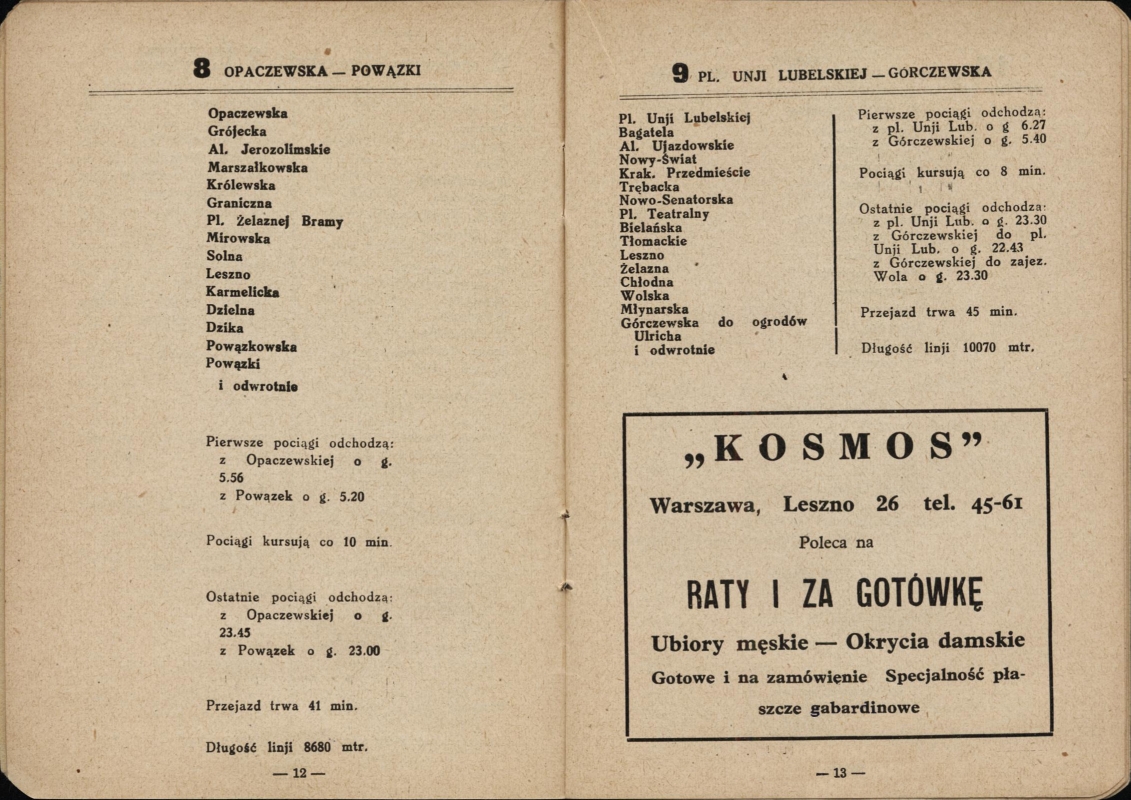 8 OPACZEWSKA — POWĄZKI
Opaczewska
Grójecka
Al. Jerozolimskie
Marszałkowska
Królewska
Graniczna
Pl. Żelaznej Bramy
Mirowska
Solna
Leszno
Karmelicka
Dzielna
Dzika
Powązkowska
Powązki
i odwrotnie
Pierwsze pociągi odchodzą:
z Opaczewskiej o g.
5.56
z Powązek o g. 5.20
Pociągi kursują co 10 min.
Ostatnie pociągi odchodzą:
z Opaczewskiej o g.
23.45
z Powązek o g. 23.00
Przejazd trwa 41 min.
Długość linji 8680 mtr.
— 12 —
9 PL. UNJI LUBELSKIEJ — GÓRCZEWSKA
Pl. Unji Lubelskiej
Bagatela
Al. Ujazdowskie
Nowy-Świat
Krak. Przedmieście
Trębacka
Nowo-Senatorska
Pl. Teatralny
Bielańska
Tłomackie
Leszno
Żelazna
Chłodna
Wolska
Młynarska
Górczewska do ogrodów
Ulricha
i odwrotnie
Pierwsze pociągi odchodzą:
z pl. Unji Lub. o g 6.27
z Górczewskiej o g. 5.40
Pociągi kursują co 8 min.
Ostatnie pociągi odchodzą:
z pl. Unji Lub. o g. 23.30
z Górczewskiej do pl.
Unji Lub. o g. 22.43
z Górczewskiej do zajez.
Wola o g. 23.30
Przejazd trwa 45 min.
Długość linji 10070 mtr.
„KOSMOS”
Warszawa, Leszno 26 tel. 45-61
Poleca na
RATY I ZA GOTÓWKĘ
Ubiory męskie — Okrycia damskie
Gotowe i na zamówienie Specjalność pła-
szcze gabardinowe
— 13 —